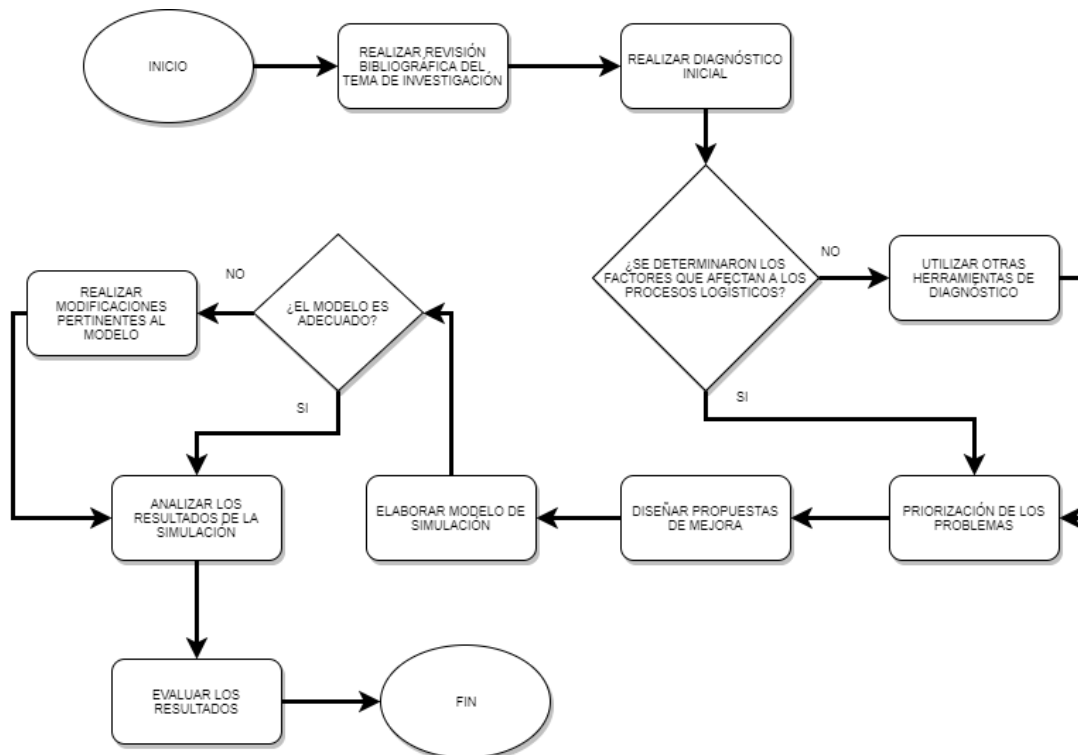 INICIO
REALIZAR REVISIÓN
BIBLIOGRÁFICA DEL
TEMA DE INVESTIGACIÓN
REALIZAR DIAGNÓSTICO
INICIAL
¿SE DETERMINARON LOS
FACTORES QUE AFECTAN A LOS
PROCESOS LOGÍSTICOS?
NO
UTILIZAR OTRAS
HERRAMIENTAS DE
DIAGNÓSTICO
SI
PRIORIZACIÓN DE LOS
PROBLEMAS
DISEÑAR PROPUESTAS
DE MEJORA
ELABORAR MODELO DE
SIMULACIÓN
¿EL MODELO ES
ADECUADO?
NO
REALIZAR
MODIFICACIONES
PERTINENTES AL
MODELO
SI
ANALIZAR LOS
RESULTADOS DE LA
SIMULACIÓN
EVALUAR LOS
RESULTADOS
FIN